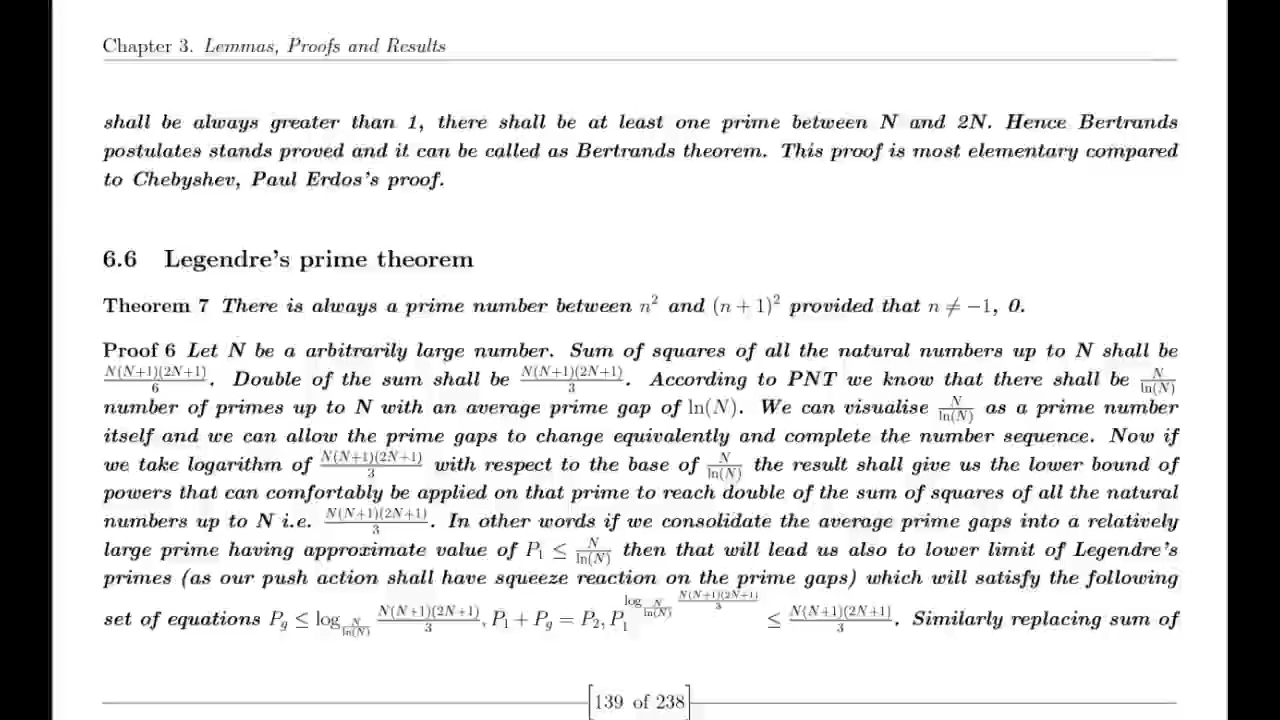 Chapter 3. Lemmas, Proofs and Results
shall be always greater than 1, there shall be at least one prime between N and 2N. Hence Bertrands
postulates stands proved and it can be called as Bertrands theorem. This proof is most elementary compared
to Chebyshev, Paul Erdos's proof.
6.6 Legendre's prime theorem
Theorem 7 There is always a prime number between n² and (n + 1)² provided that n ≠ −1, 0.
Proof 6 Let N be a arbitrarily large number. Sum of squares of all the natural numbers up to N shall be
N(N+1)(2N+1)/6. Double of the sum shall be N(N+1)(2N+1)/3. According to PNT we know that there shall be N/ln(N)
number of primes up to N with an average prime gap of ln(N). We can visualise N/ln(N) as a prime number
itself and we can allow the prime gaps to change equivalently and complete the number sequence. Now if
we take logarithm of N(N+1)(2N+1)/3 with respect to the base of N/ln(N) the result shall give us the lower bound of
powers that can comfortably be applied on that prime to reach double of the sum of squares of all the natural
numbers up to N i.e. N(N+1)(2N+1)/3. In other words if we consolidate the average prime gaps into a relatively
large prime having approximate value of P₁ ≤ N/ln(N) then that will lead us also to lower limit of Legendre's
primes (as our push action shall have squeeze reaction on the prime gaps) which will satisfy the following
set of equations P_g ≤ log_{N/ln(N)} N(N+1)(2N+1)/3, P₁ + P_g = P₂, P₁^{log_{N/ln(N)} N(N+1)(2N+1)/3} ≤ N(N+1)(2N+1)/3. Similarly replacing sum of
139 of 238